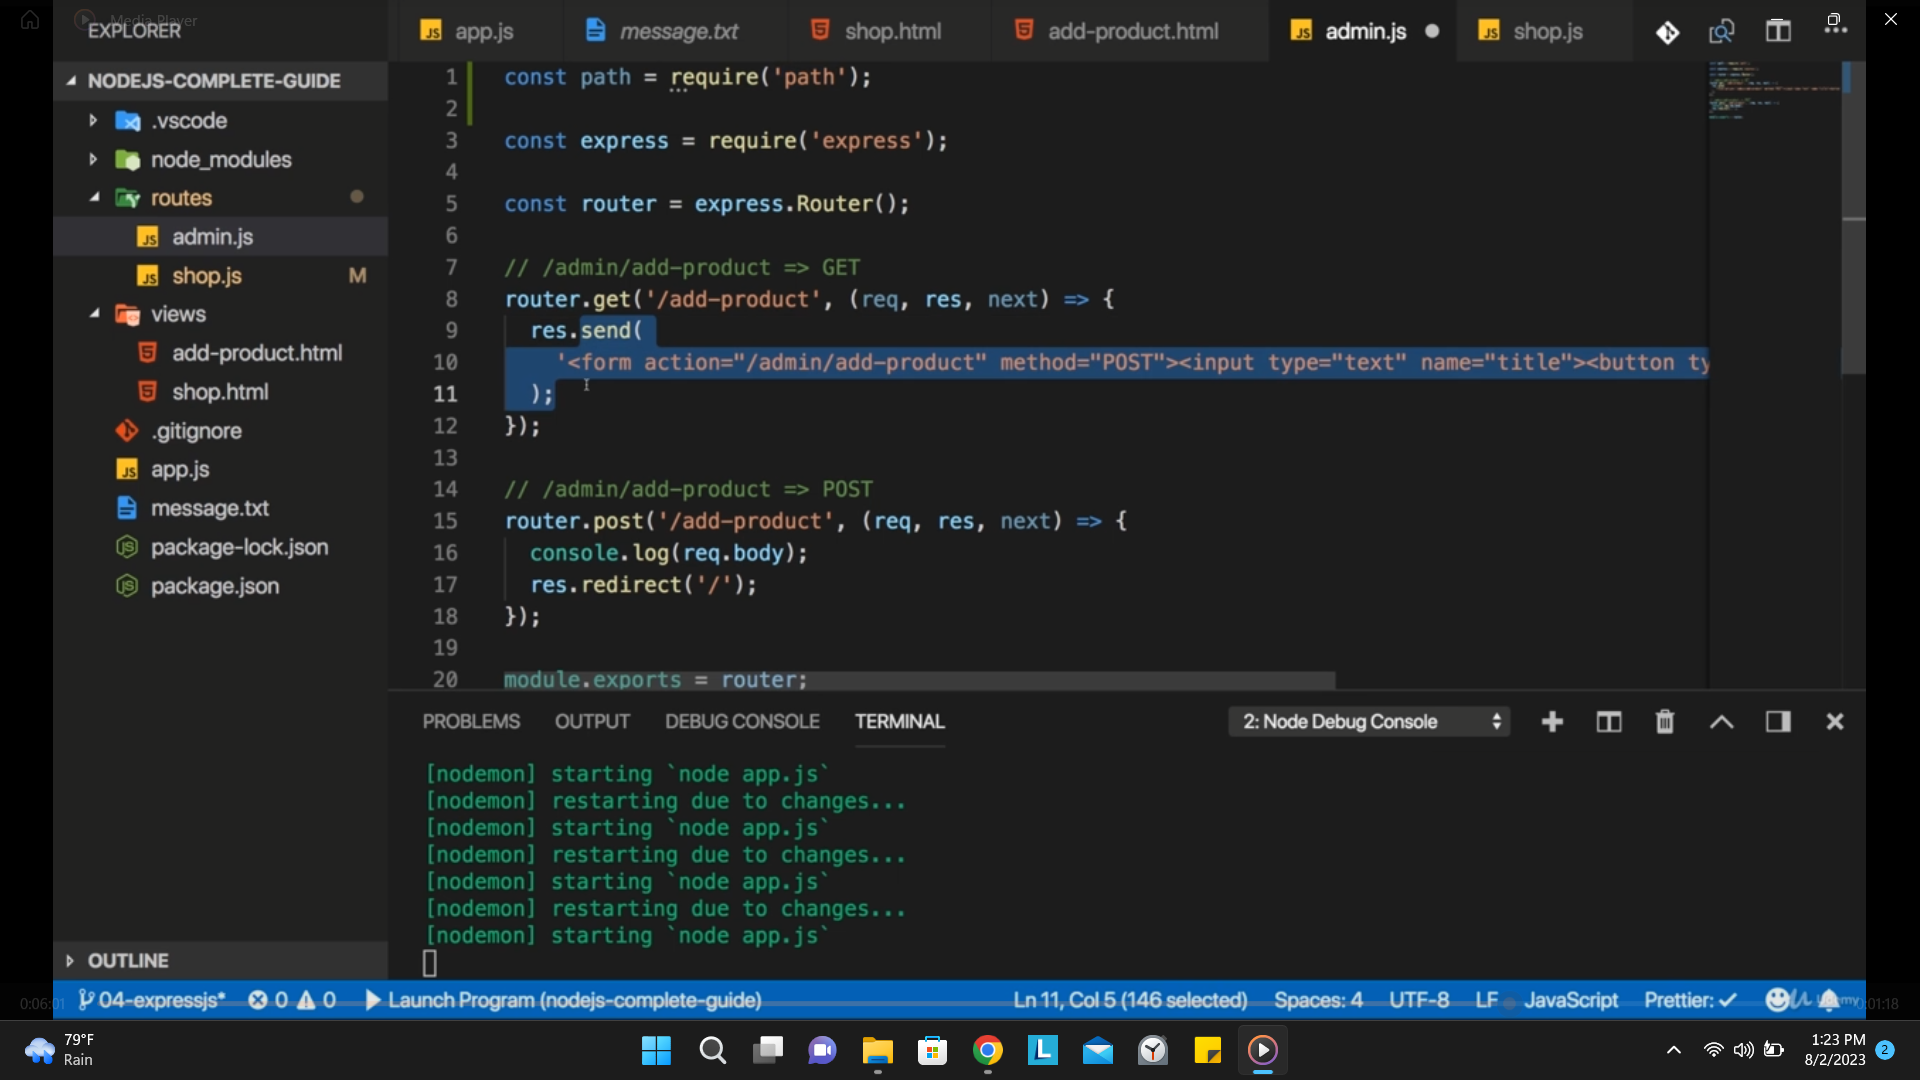 Media Player
EXPLORER
app.js
message.txt
shop.html
add-product.html
admin.js
shop.js
NODEJS-COMPLETE-GUIDE
.vscode
node_modules
routes
admin.js
shop.js M
views
add-product.html
shop.html
.gitignore
app.js
message.txt
package-lock.json
package.json
OUTLINE
1 const path = require('path');
2
3 const express = require('express');
4
5 const router = express.Router();
6
7 // /admin/add-product => GET
8 router.get('/add-product', (req, res, next) => {
9 res.send(
10 '<form action="/admin/add-product" method="POST"><input type="text" name="title"><button ty
11 );
12 });
13
14 // /admin/add-product => POST
15 router.post('/add-product', (req, res, next) => {
16 console.log(req.body);
17 res.redirect('/');
18 });
19
20 module.exports = router;
PROBLEMS OUTPUT DEBUG CONSOLE TERMINAL 2: Node Debug Console
[nodemon] starting `node app.js`
[nodemon] restarting due to changes...
[nodemon] starting `node app.js`
[nodemon] restarting due to changes...
[nodemon] starting `node app.js`
[nodemon] restarting due to changes...
[nodemon] starting `node app.js`
0:06:01 04-expressjs* 0 0 Launch Program (nodejs-complete-guide) Ln 11, Col 5 (146 selected) Spaces: 4 UTF-8 LF JavaScript Prettier: ✓ 0:01:18
79°F
Rain
1:23 PM
8/2/2023
2